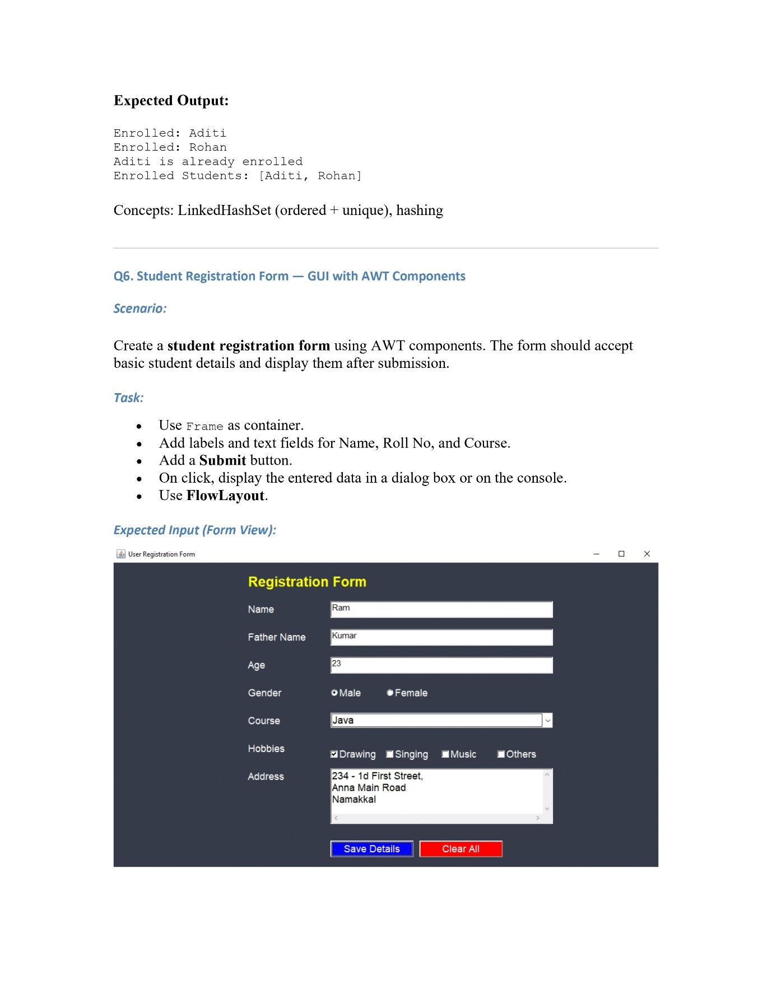 Expected Output:
Enrolled: Aditi
Enrolled: Rohan
Aditi is already enrolled
Enrolled Students: [Aditi, Rohan]
Concepts: LinkedHashSet (ordered + unique), hashing
Q6. Student Registration Form — GUI with AWT Components
Scenario:
Create a student registration form using AWT components. The form should accept
basic student details and display them after submission.
Task:
• Use Frame as container.
• Add labels and text fields for Name, Roll No, and Course.
• Add a Submit button.
• On click, display the entered data in a dialog box or on the console.
• Use FlowLayout.
Expected Input (Form View):
User Registration Form
Registration Form
Name Ram
Father Name Kumar
Age 23
Gender Male Female
Course Java
Hobbies Drawing Singing Music Others
Address 234 - 1d First Street,
Anna Main Road
Namakkal
Save Details Clear All